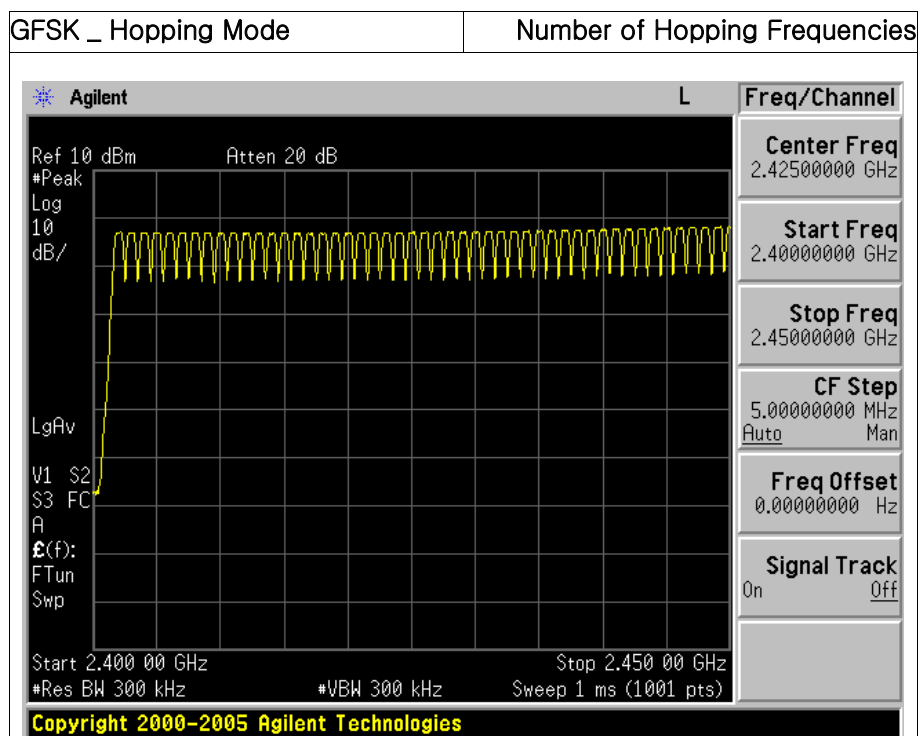 GFSK _ Hopping Mode
Number of Hopping Frequencies
Agilent
L
Freq/Channel
Ref 10 dBm
Atten 20 dB
#Peak
Log
10
dB/
LgAv
V1 S2
S3 FC
A
£(f):
FTun
Swp
Start 2.400 00 GHz
Stop 2.450 00 GHz
#Res BW 300 kHz
#VBW 300 kHz
Sweep 1 ms (1001 pts)
Center Freq
2.42500000 GHz
Start Freq
2.40000000 GHz
Stop Freq
2.45000000 GHz
CF Step
5.00000000 MHz
Auto Man
Freq Offset
0.00000000 Hz
Signal Track
On Off
Copyright 2000-2005 Agilent Technologies